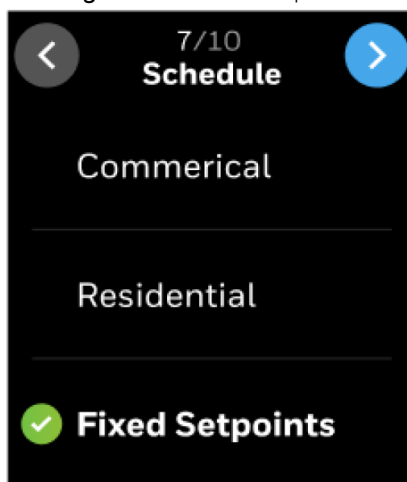 7/10
Schedule
Commerical
Residential
Fixed Setpoints